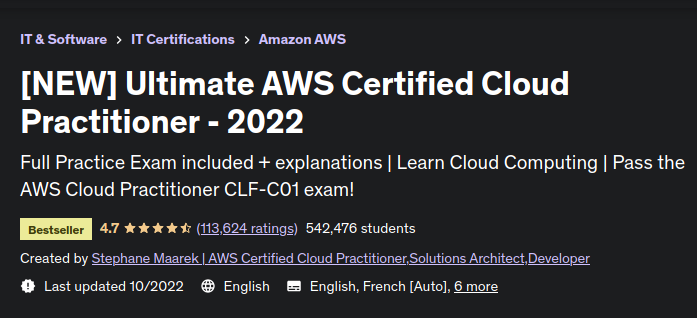 IT & Software > IT Certifications > Amazon AWS
[NEW] Ultimate AWS Certified Cloud
Practitioner - 2022
Full Practice Exam included + explanations | Learn Cloud Computing | Pass the
AWS Cloud Practitioner CLF-C01 exam!
Bestseller 4.7 (113,624 ratings) 542,476 students
Created by Stephane Maarek | AWS Certified Cloud Practitioner,Solutions Architect,Developer
Last updated 10/2022 English English, French [Auto], 6 more